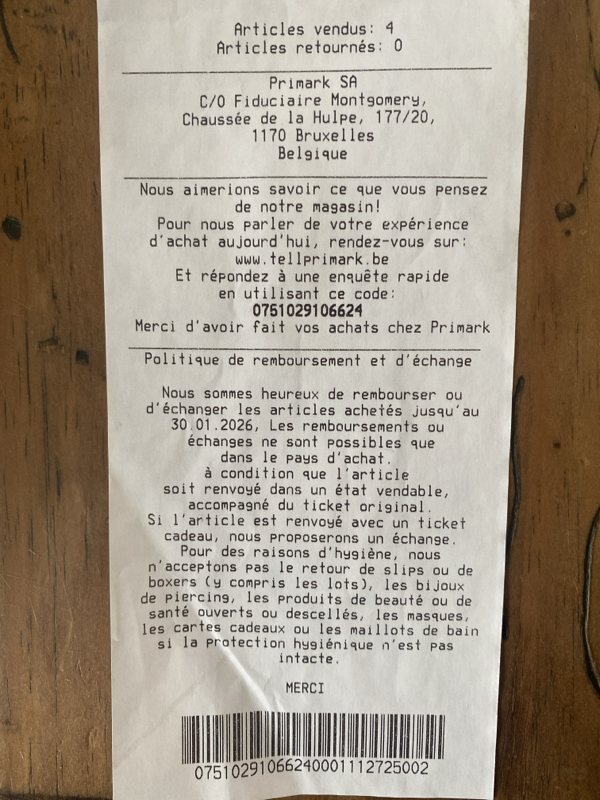 Articles vendus: 4
Articles retournés: 0
Primark SA
C/O Fiduciaire Montgomery,
Chaussée de la Hulpe, 177/20,
1170 Bruxelles
Belgique
Nous aimerions savoir ce que vous pensez
de notre magasin!
Pour nous parler de votre expérience
d'achat aujourd'hui, rendez-vous sur:
www.tellprimark.be
Et répondez à une enquête rapide
en utilisant ce code:
0751029106624
Merci d'avoir fait vos achats chez Primark
Politique de remboursement et d'échange
Nous sommes heureux de rembourser ou
d'échanger les articles achetés jusqu'au
30.01.2026, Les remboursements ou
échanges ne sont possibles que
dans le pays d'achat.
à condition que l'article
soit renvoyé dans un état vendable,
accompagné du ticket original.
Si l'article est renvoyé avec un ticket
cadeau, nous proposerons un échange.
Pour des raisons d'hygiène, nous
n'acceptons pas le retour de slips ou de
boxers (y compris les lots), les bijoux
de piercing, les produits de beauté ou de
santé ouverts ou descellés, les masques,
les cartes cadeaux ou les maillots de bain
si la protection hygiénique n'est pas
intacte.
MERCI
07510291066240001112725002